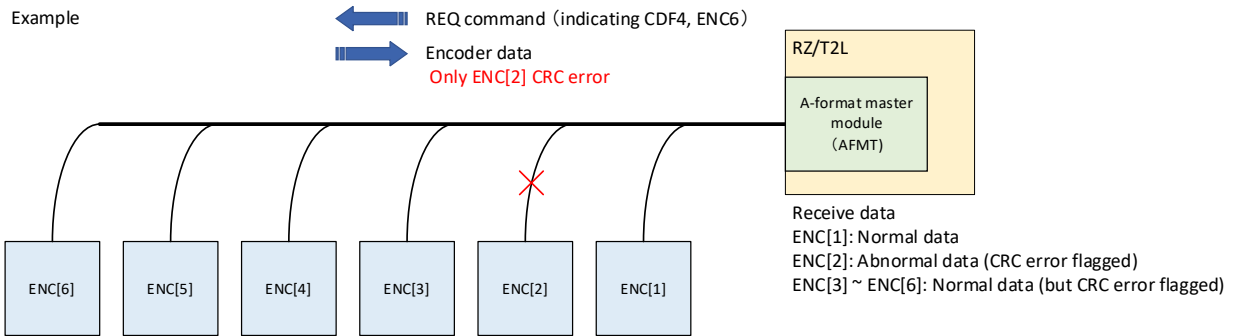 Example
REQ command（indicating CDF4, ENC6）
Encoder data
Only ENC[2] CRC error
RZ/T2L
A-format master
module
（AFMT)
Receive data
ENC[1]: Normal data
ENC[2]: Abnormal data (CRC error flagged)
ENC[3] ~ ENC[6]: Normal data (but CRC error flagged)
ENC[6]
ENC[5]
ENC[4]
ENC[3]
ENC[2]
ENC[1]